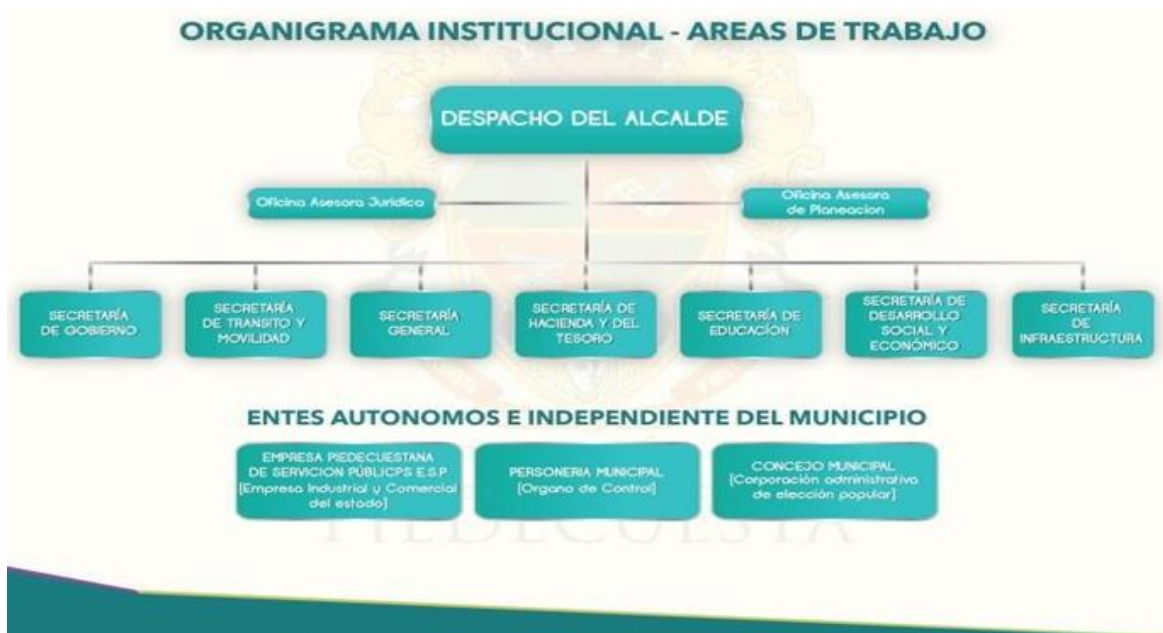 ORGANIGRAMA INSTITUCIONAL - AREAS DE TRABAJO
DESPACHO DEL ALCALDE
Oficina Asesora Juridica
Oficina Asesora
de Planeacion
SECRETARÍA
DE GOBIERNO
SECRETARÍA
DE TRANSITO Y
MOVILIDAD
SECRETARÍA
GENERAL
SECRETARÍA DE
HACIENDA Y DEL
TESORO
SECRETARÍA DE
EDUCACÍON
SECRETARÍA DE
DESARROLLO
SOCIAL Y
ECONÓMICO
SECRETARÍA
DE
INFRAESTRUCTURA
ENTES AUTONOMOS E INDEPENDIENTE DEL MUNICIPIO
EMPRESA PIEDECUESTANA
DE SERVICION PÚBLICPS E.S.P
[Empresa Industrial y Comercial
del estado]
PERSONERIA MUNICIPAL
[Organo de Control]
CONCEJO MUNICIPAL
[Corporación administrativa
de elección popular]
PIEDECUESTA